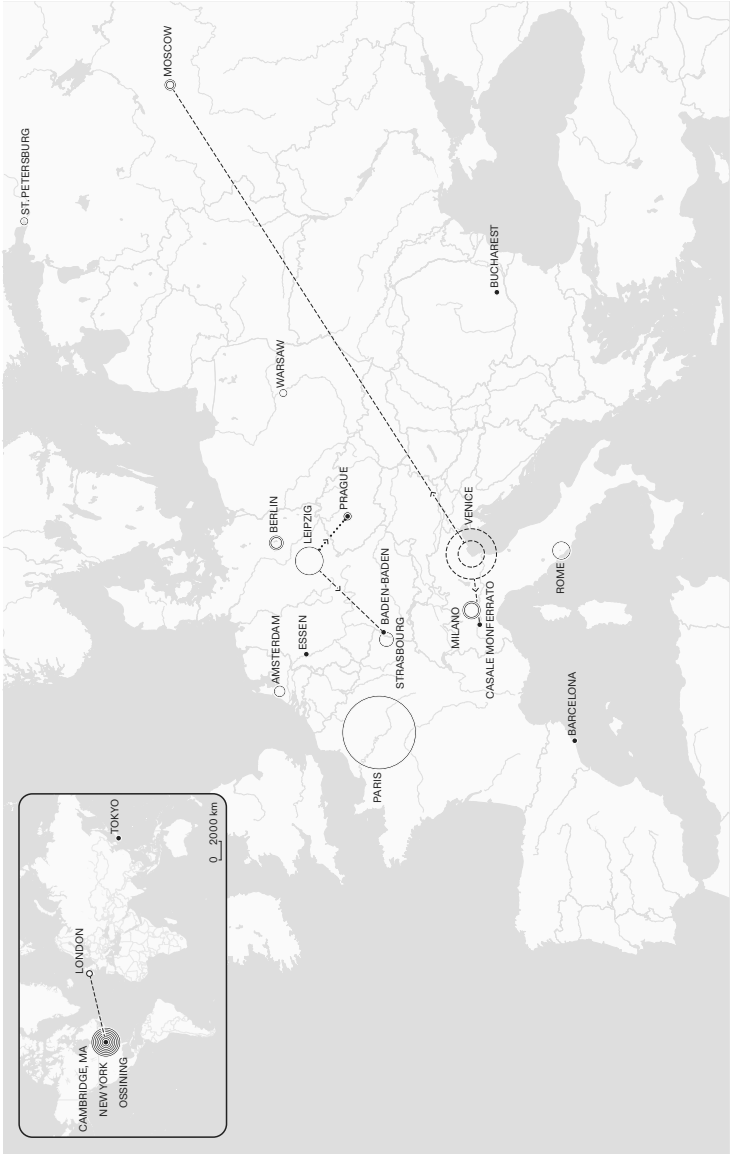 MOSCOW
ST. PETERSBURG
BUCHAREST
WARSAW
PRAGUE
BERLIN
LEIPZIG
VENICE
BADEN-BADEN
STRASBOURG
ROME
MILANO
CASALE MONFERRATO
AMSTERDAM
ESSEN
BARCELONA
PARIS
TOKYO
0 2000 km
LONDON
CAMBRIDGE, MA
NEW YORK
OSSINING